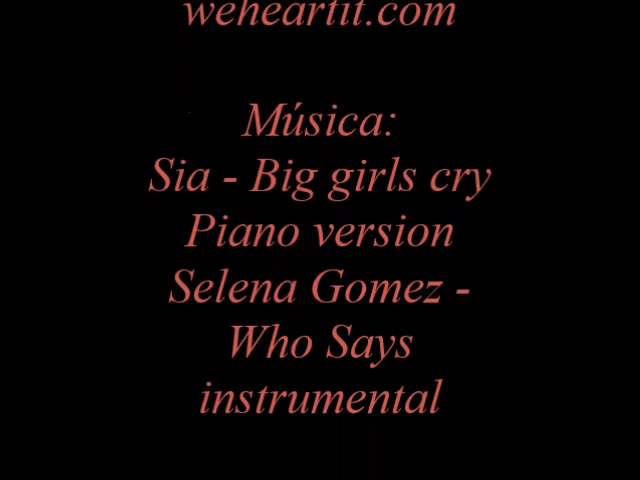 weheartit.com
Música:
Sia - Big girls cry
Piano version
Selena Gomez -
Who Says
instrumental